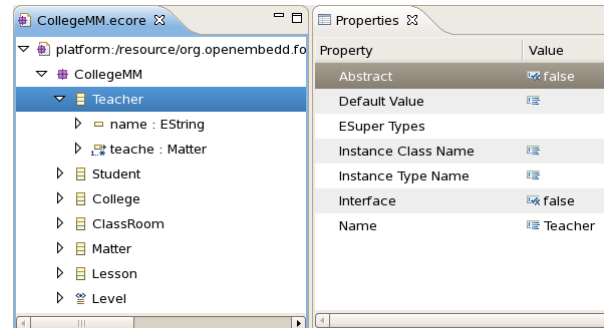 CollegeMM.ecore
platform:/resource/org.openembedd.fo
CollegeMM
Teacher
name : EString
teache : Matter
Student
College
ClassRoom
Matter
Lesson
Level
Properties
Property Value
Abstract false
Default Value
ESuper Types
Instance Class Name
Instance Type Name
Interface false
Name Teacher